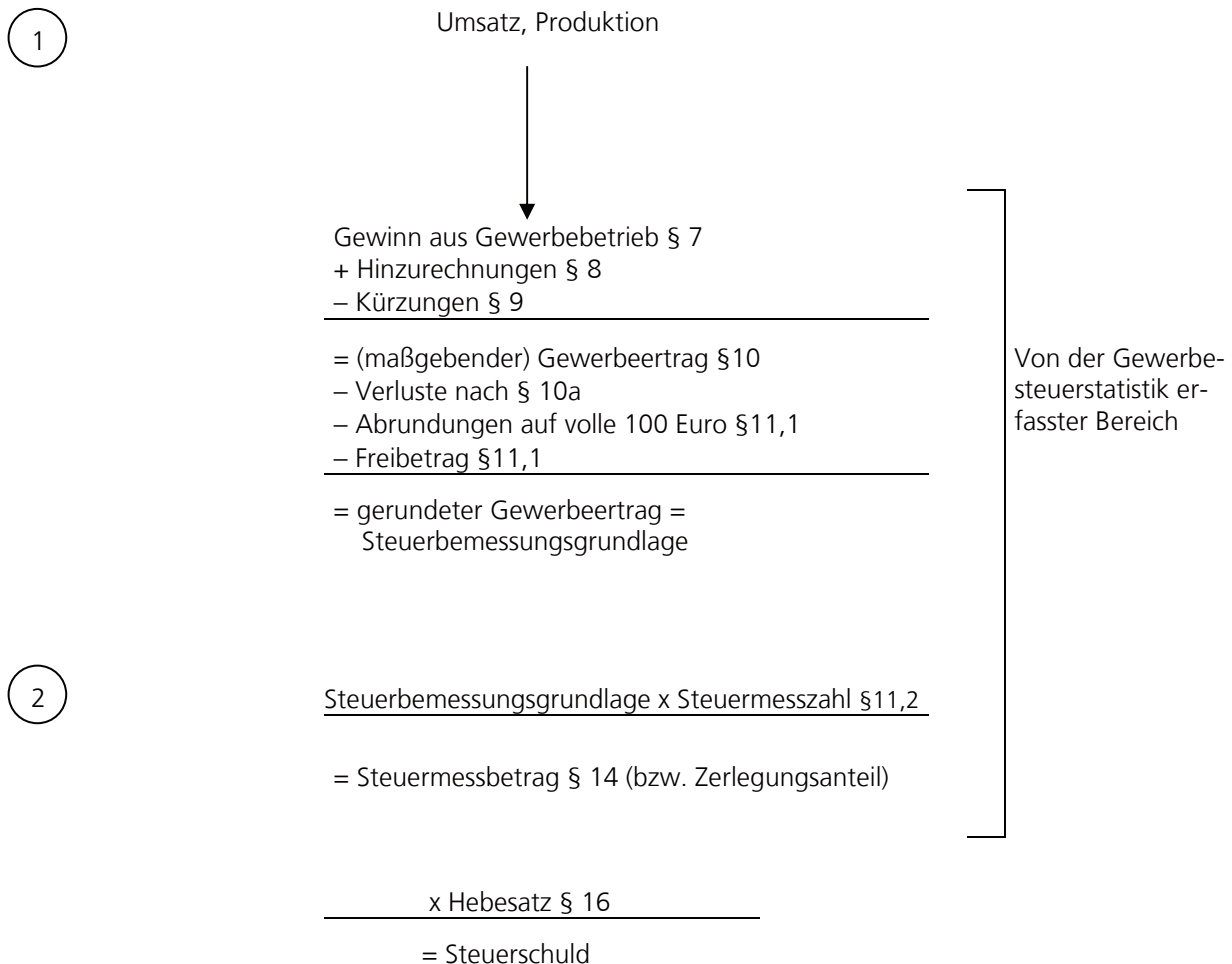 1
Umsatz, Produktion
Gewinn aus Gewerbebetrieb § 7
+ Hinzurechnungen § 8
– Kürzungen § 9
= (maßgebender) Gewerbeertrag §10
– Verluste nach § 10a
– Abrundungen auf volle 100 Euro §11,1
– Freibetrag §11,1
= gerundeter Gewerbeertrag =
Steuerbemessungsgrundlage
Von der Gewerbe-
steuerstatistik er-
fasster Bereich
2
Steuerbemessungsgrundlage x Steuermesszahl §11,2
= Steuermessbetrag § 14 (bzw. Zerlegungsanteil)
x Hebesatz § 16
= Steuerschuld